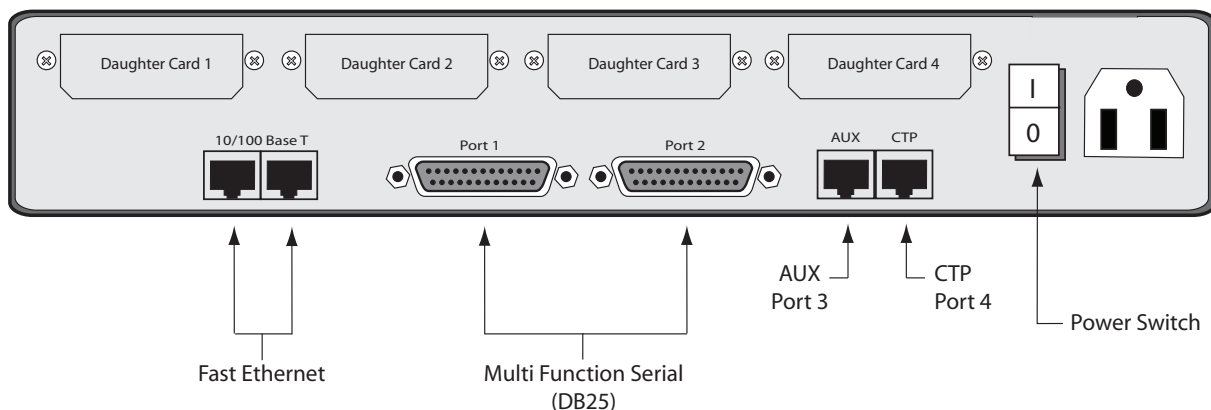 Daughter Card 1
Daughter Card 2
Daughter Card 3
Daughter Card 4
I
0
10/100 Base T
Port 1
Port 2
AUX
CTP
AUX
Port 3
CTP
Port 4
Power Switch
Fast Ethernet
Multi Function Serial
(DB25)